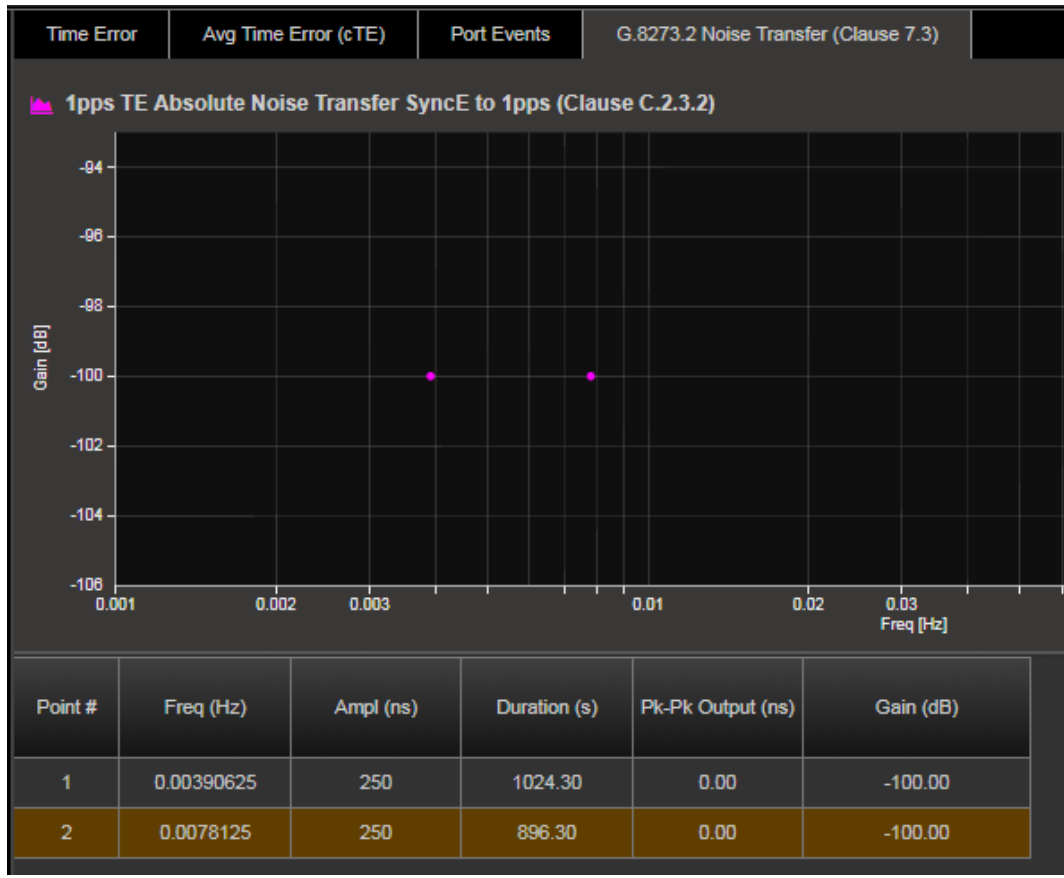 Time Error Avg Time Error (cTE) Port Events G.8273.2 Noise Transfer (Clause 7.3)
1pps TE Absolute Noise Transfer SyncE to 1pps (Clause C.2.3.2)
-94
-96
-98
Gain [dB]
-100
-102
-104
-106
0.001 0.002 0.003 0.01 0.02 0.03
Freq [Hz]
Point # Freq (Hz) Ampl (ns) Duration (s) Pk-Pk Output (ns) Gain (dB)
1 0.00390625 250 1024.30 0.00 -100.00
2 0.0078125 250 896.30 0.00 -100.00